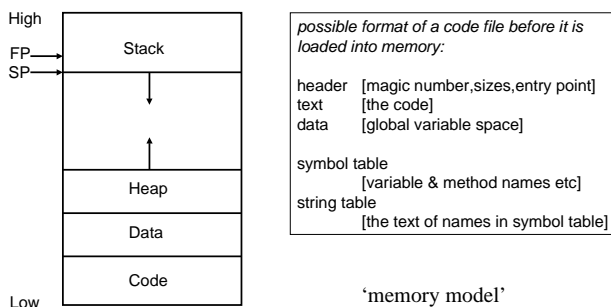 High
FP
SP
Stack
Heap
Data
Code
Low
possible format of a code file before it is
loaded into memory:
header [magic number,sizes,entry point]
text [the code]
data [global variable space]
symbol table
[variable & method names etc]
string table
[the text of names in symbol table]
‘memory model’